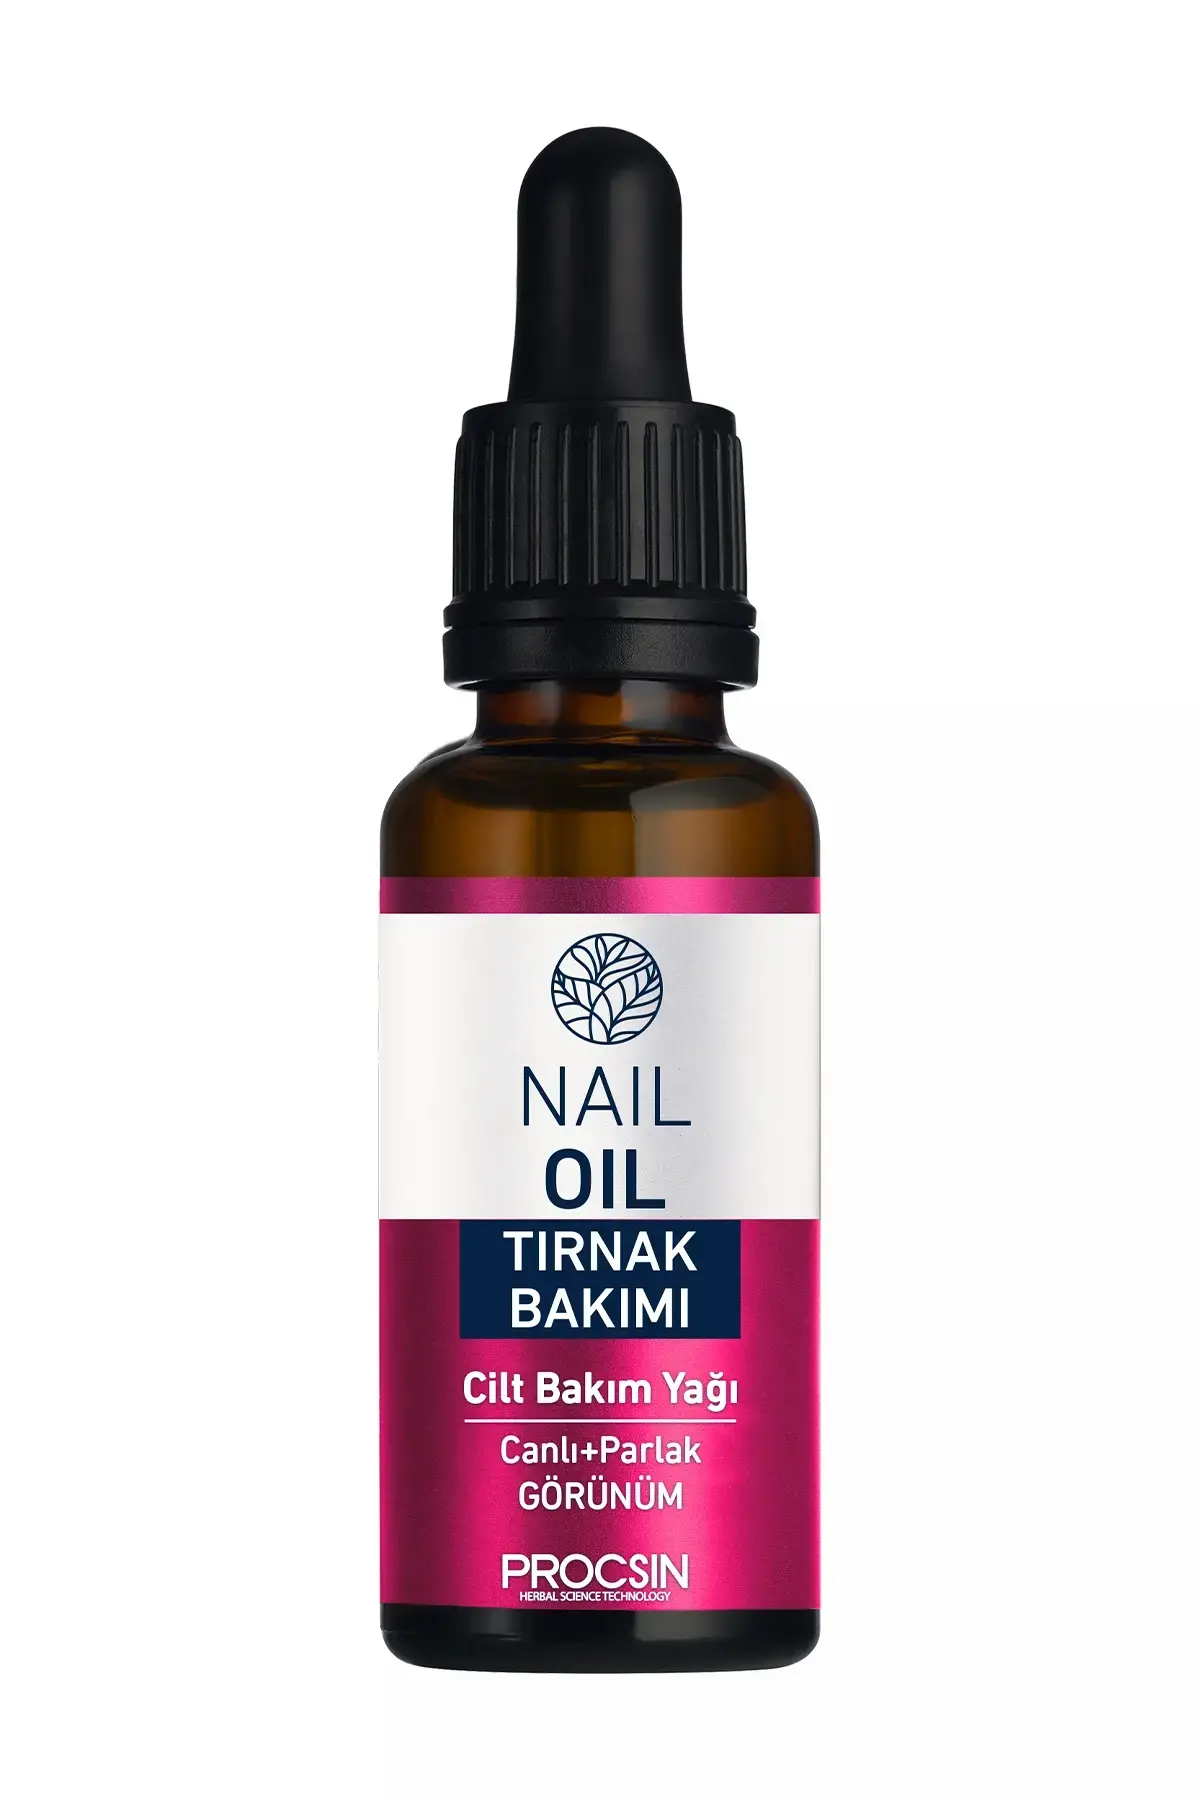 NAIL
OIL
TIRNAK
BAKIMI
Cilt Bakım Yağı
Canlı+Parlak
GÖRÜNÜM
PROCSIN
HERBAL SCIENCE TECHNOLOGY